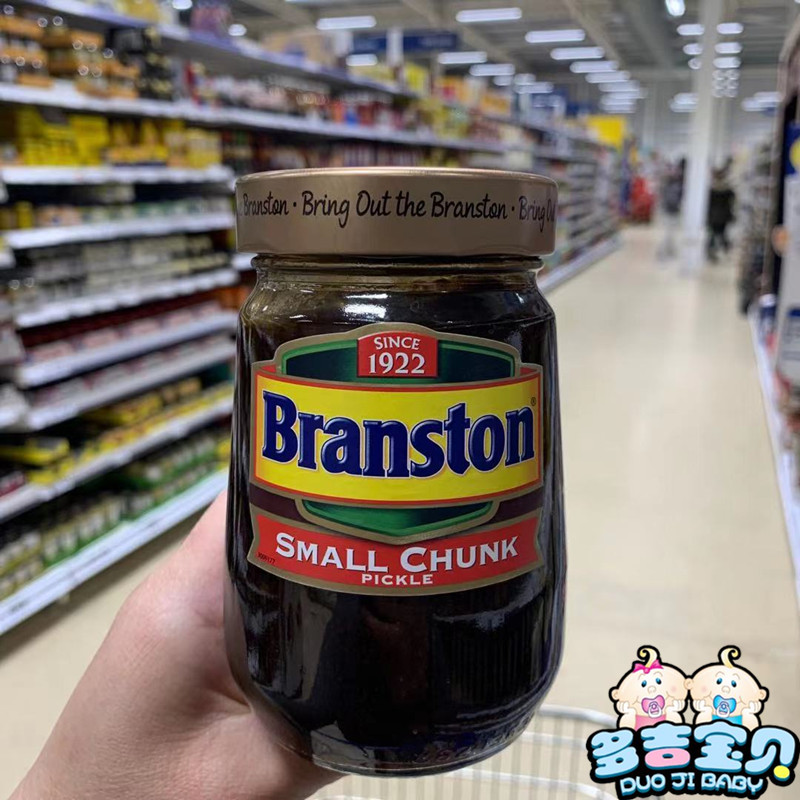 Branston · Bring Out the Branston · Bring Out
SINCE
1922
Branston®
SMALL CHUNK
PICKLE
多吉宝贝
DUO JI BABY